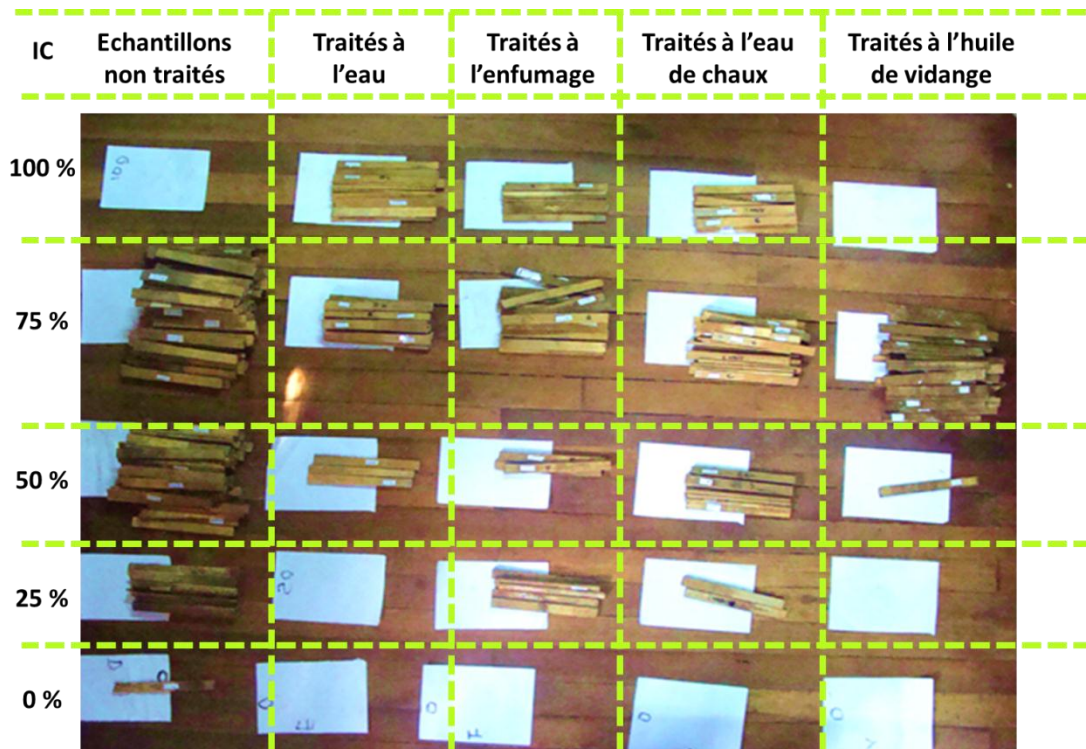 IC
Echantillons
non traités
Traités à
l'eau
Traités à
l'enfumage
Traités à l'eau
de chaux
Traités à l'huile
de vidange
100 %
75 %
50 %
25 %
0 %